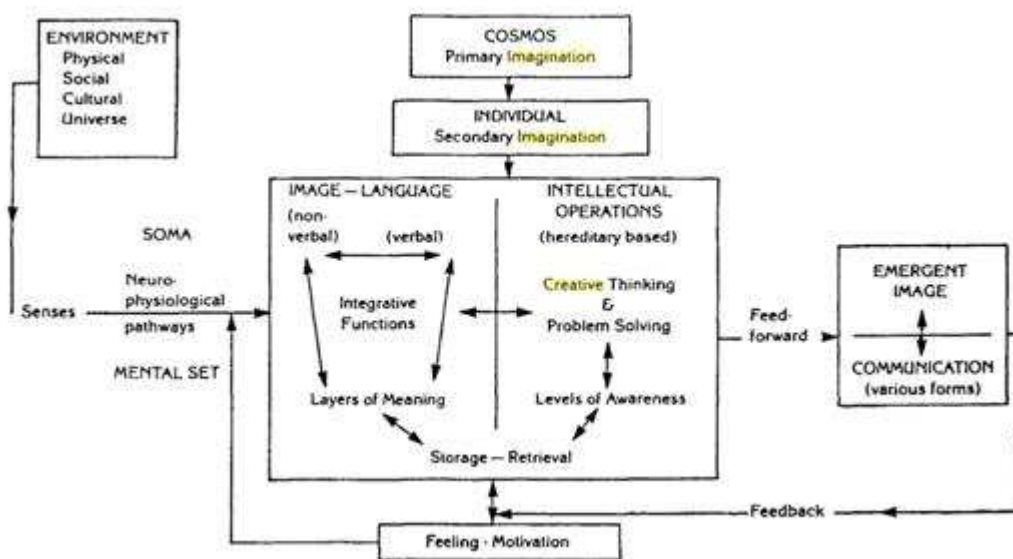 ENVIRONMENT
Physical
Social
Cultural
Universe
COSMOS
Primary Imagination
INDIVIDUAL
Secondary Imagination
IMAGE – LANGUAGE
(non-
verbal)
(verbal)
Integrative
Functions
Layers of Meaning
INTELLECTUAL
OPERATIONS
(hereditary based)
Creative Thinking
&
Problem Solving
Levels of Awareness
Storage – Retrieval
SOMA
Senses
Neuro-
physiological
pathways
MENTAL SET
Feed-
forward
EMERGENT
IMAGE
COMMUNICATION
(various forms)
Feedback
Feeling · Motivation